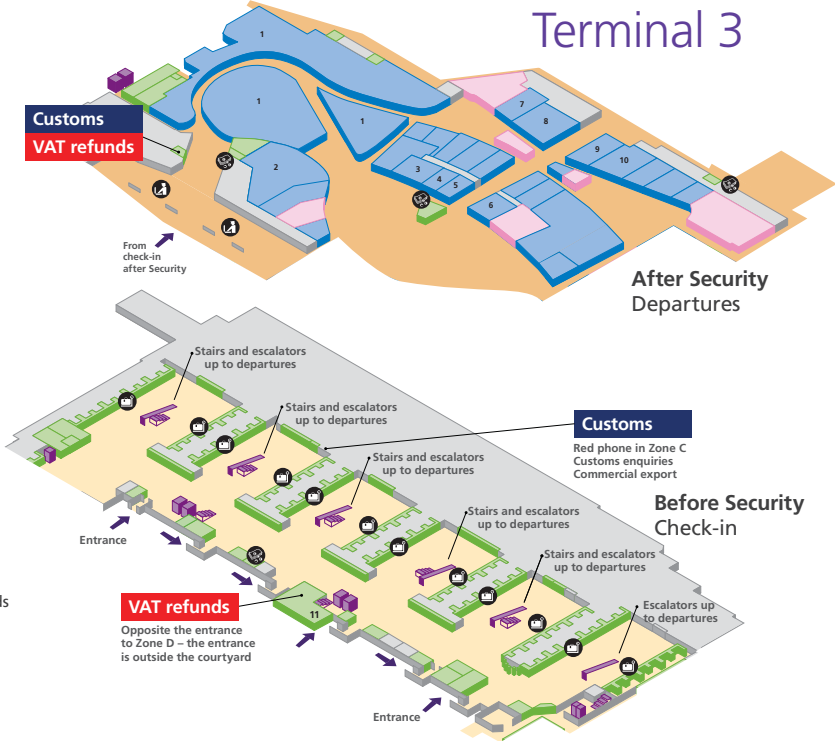 Terminal 3
1
1
1
2
3
4
5
6
7
8
9
10
Customs
VAT refunds
From
check-in
after Security
After Security
Departures
Stairs and escalators
up to departures
Stairs and escalators
up to departures
Stairs and escalators
up to departures
Stairs and escalators
up to departures
Stairs and escalators
up to departures
Escalators up
to departures
Customs
Red phone in Zone C
Customs enquiries
Commercial export
Before Security
Check-in
Entrance
ds
VAT refunds
Opposite the entrance
to Zone D – the entrance
is outside the courtyard
11
Entrance